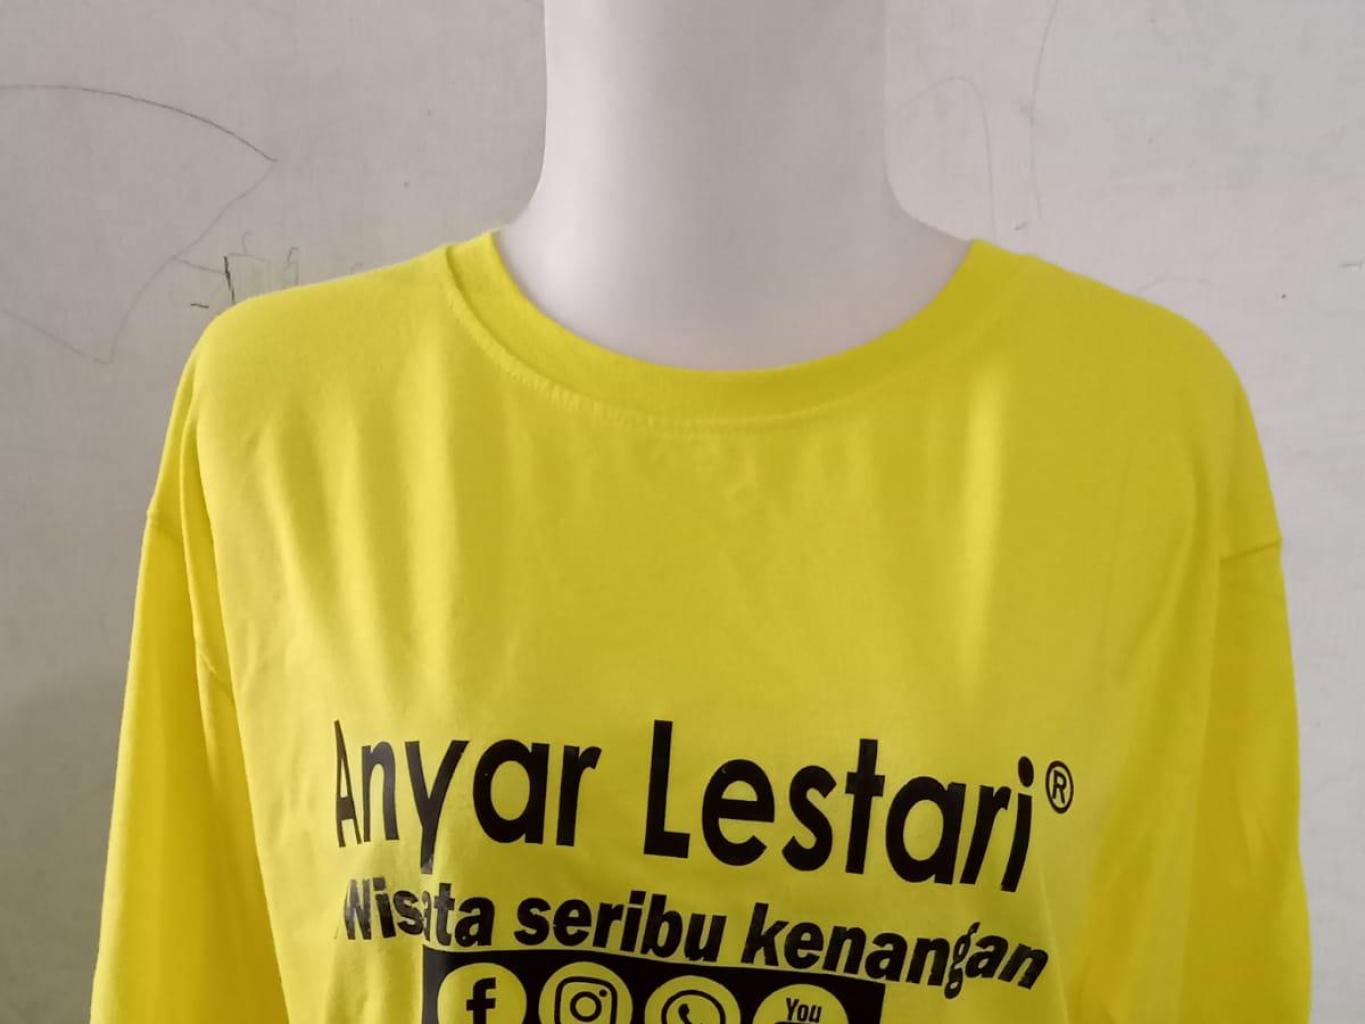 Anyar Lestari®
Wisata seribu kenangan
You